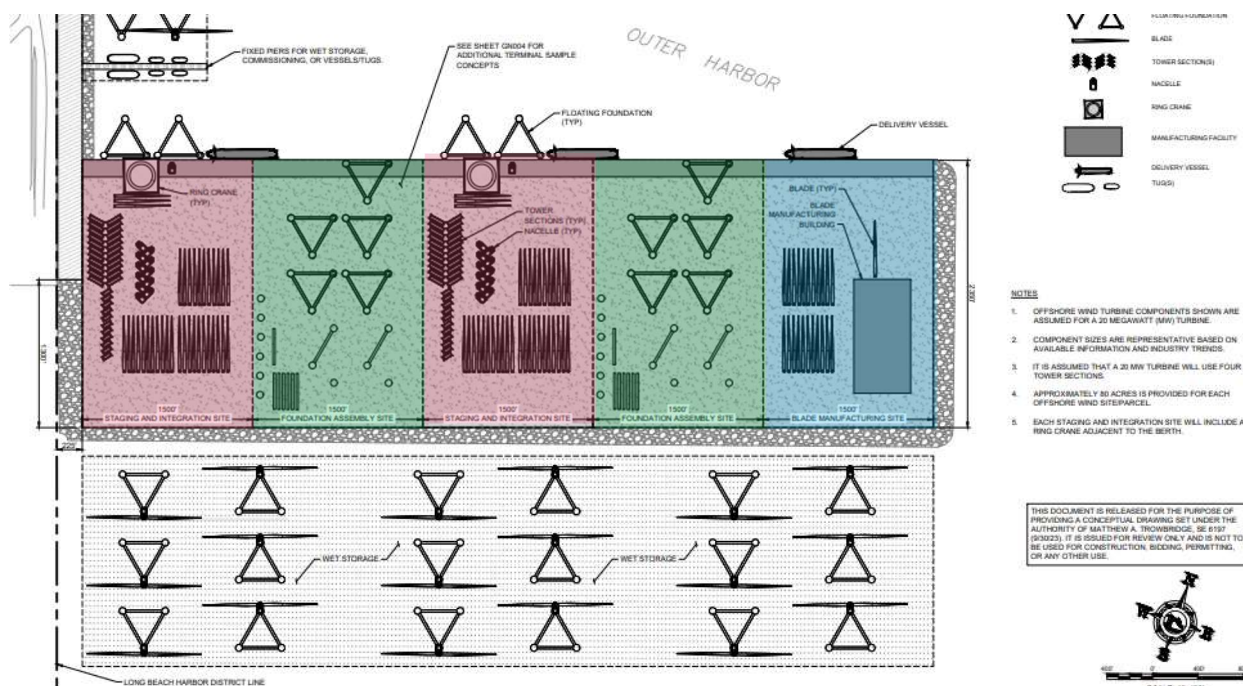 FLOATING FOUNDATION
BLADE
TOWER SECTION(S)
NACELLE
RING CRANE
MANUFACTURING FACILITY
DELIVERY VESSEL
TUG(S)
FIXED PIERS FOR WET STORAGE,
COMMISSIONING, OR VESSELS/TUGS.
SEE SHEET GN004 FOR
ADDITIONAL TERMINAL SAMPLE
CONCEPTS
OUTER HARBOR
FLOATING FOUNDATION
(TYP)
DELIVERY VESSEL
RING CRANE
(TYP)
TOWER
SECTIONS (TYP)
NACELLE (TYP)
BLADE (TYP)
BLADE
MANUFACTURING
BUILDING
1500'
STAGING AND INTEGRATION SITE
1500'
FOUNDATION ASSEMBLY SITE
1500'
STAGING AND INTEGRATION SITE
1500'
FOUNDATION ASSEMBLY SITE
1500'
BLADE MANUFACTURING SITE
225'
WET STORAGE
WET STORAGE
LONG BEACH HARBOR DISTRICT LINE
NOTES
1. OFFSHORE WIND TURBINE COMPONENTS SHOWN ARE
ASSUMED FOR A 20 MEGAWATT (MW) TURBINE.
2. COMPONENT SIZES ARE REPRESENTATIVE BASED ON
AVAILABLE INFORMATION AND INDUSTRY TRENDS.
3. IT IS ASSUMED THAT A 20 MW TURBINE WILL USE FOUR
TOWER SECTIONS.
4. APPROXIMATELY 80 ACRES IS PROVIDED FOR EACH
OFFSHORE WIND SITE/PARCEL.
5. EACH STAGING AND INTEGRATION SITE WILL INCLUDE A
RING CRANE ADJACENT TO THE BERTH.
THIS DOCUMENT IS RELEASED FOR THE PURPOSE OF
PROVIDING A CONCEPTUAL DRAWING SET UNDER THE
AUTHORITY OF MATTHEW A. TROWBRIDGE, SE 6197
(9/30/23). IT IS ISSUED FOR REVIEW ONLY AND IS NOT TO
BE USED FOR CONSTRUCTION, BIDDING, PERMITTING,
OR ANY OTHER USE.
400' 0' 400'